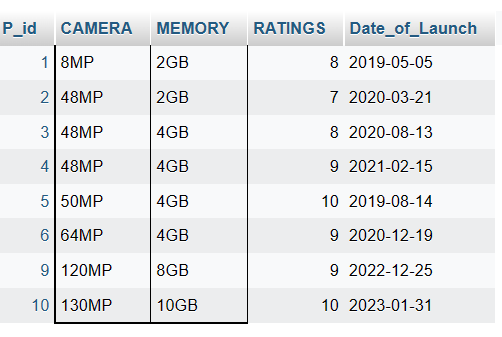 P_id CAMERA MEMORY RATINGS Date_of_Launch
1 8MP 2GB 8 2019-05-05
2 48MP 2GB 7 2020-03-21
3 48MP 4GB 8 2020-08-13
4 48MP 4GB 9 2021-02-15
5 50MP 4GB 10 2019-08-14
6 64MP 4GB 9 2020-12-19
9 120MP 8GB 9 2022-12-25
10 130MP 10GB 10 2023-01-31